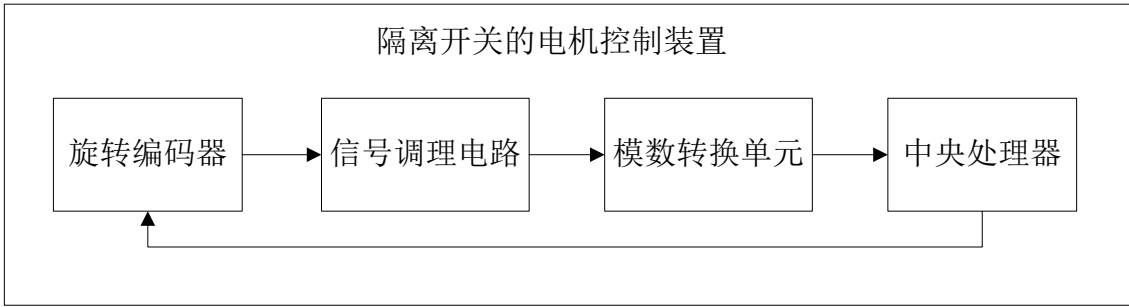 隔离开关的电机控制装置
旋转编码器
信号调理电路
模数转换单元
中央处理器